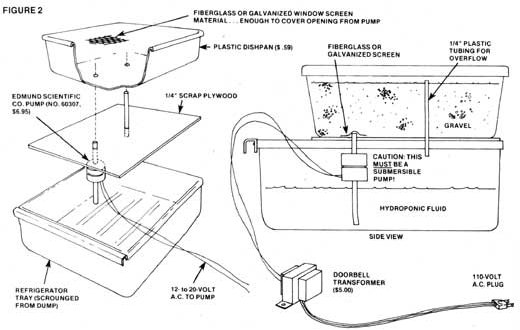 FIGURE 2
FIBERGLASS OR GALVANIZED WINDOW SCREEN
MATERIAL . . . ENOUGH TO COVER OPENING FROM PUMP
PLASTIC DISHPAN ($ .59)
EDMUND SCIENTIFIC
CO. PUMP (NO. 60307,
$6.95)
1/4" SCRAP PLYWOOD
REFRIGERATOR
TRAY (SCROUNGED
FROM DUMP)
12- to 20-VOLT
A.C. TO PUMP
FIBERGLASS OR
GALVANIZED SCREEN
1/4" PLASTIC
TUBING FOR
OVERFLOW
GRAVEL
CAUTION: THIS
MUST BE A
SUBMERSIBLE
PUMP!
HYDROPONIC FLUID
SIDE VIEW
DOORBELL
TRANSFORMER
($5.00)
110-VOLT
A.C. PLUG